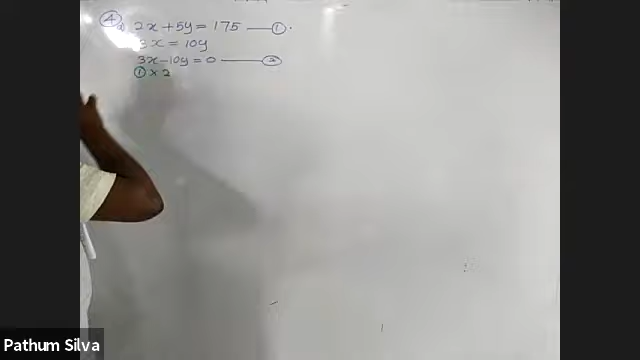 ④ 2x + 5y = 175 —— ①
3x = 10y
3x - 10y = 0 —— ②
① × 2
Pathum Silva